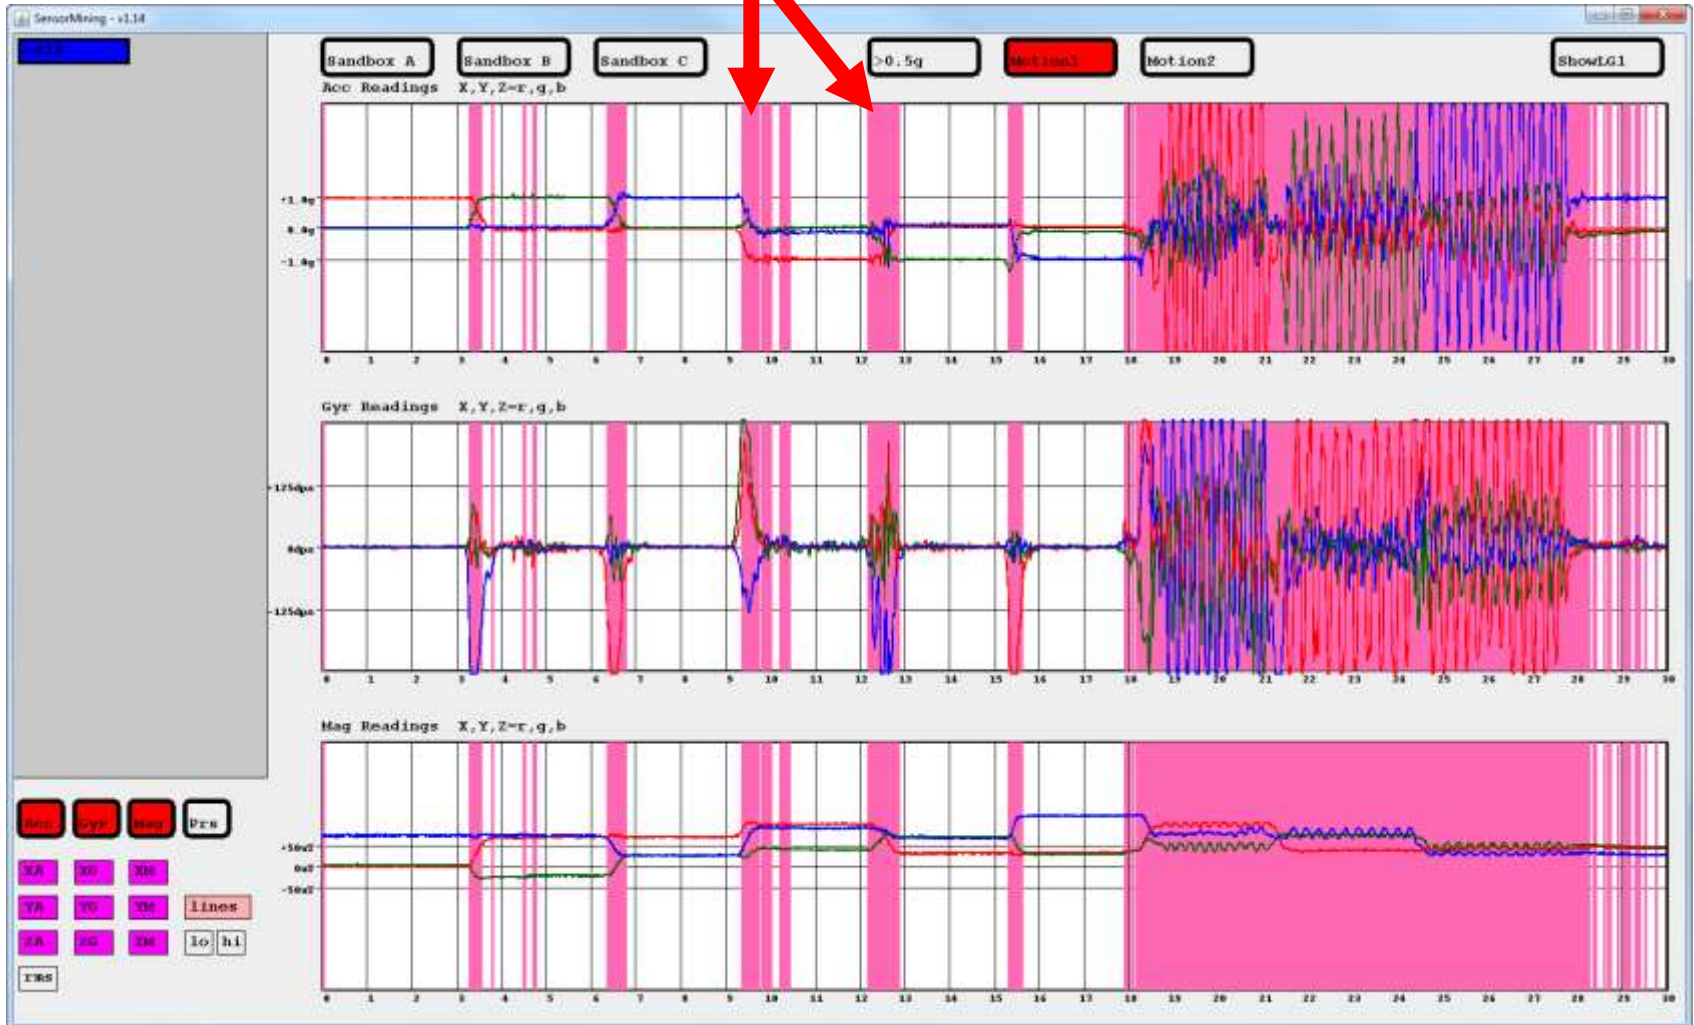 SensorMining - v1.14
Sandbox A Sandbox B Sandbox C >0.5g Motion1 Motion2 ShowLG1
Acc Readings X,Y,Z=r,g,b
+1.0g
0.0g
-1.0g
0 1 2 3 4 5 6 7 8 9 10 11 12 13 14 15 16 17 18 19 20 21 22 23 24 25 26 27 28 29 30
Gyr Readings X,Y,Z=r,g,b
+125dps
0dps
-125dps
0 1 2 3 4 5 6 7 8 9 10 11 12 13 14 15 16 17 18 19 20 21 22 23 24 25 26 27 28 29 30
Mag Readings X,Y,Z=r,g,b
+50uT
0uT
-50uT
0 1 2 3 4 5 6 7 8 9 10 11 12 13 14 15 16 17 18 19 20 21 22 23 24 25 26 27 28 29 30
Acc Gyr Mag Prs
XA XG XM
YA YG YM lines
ZA ZG ZM lo hi
rms